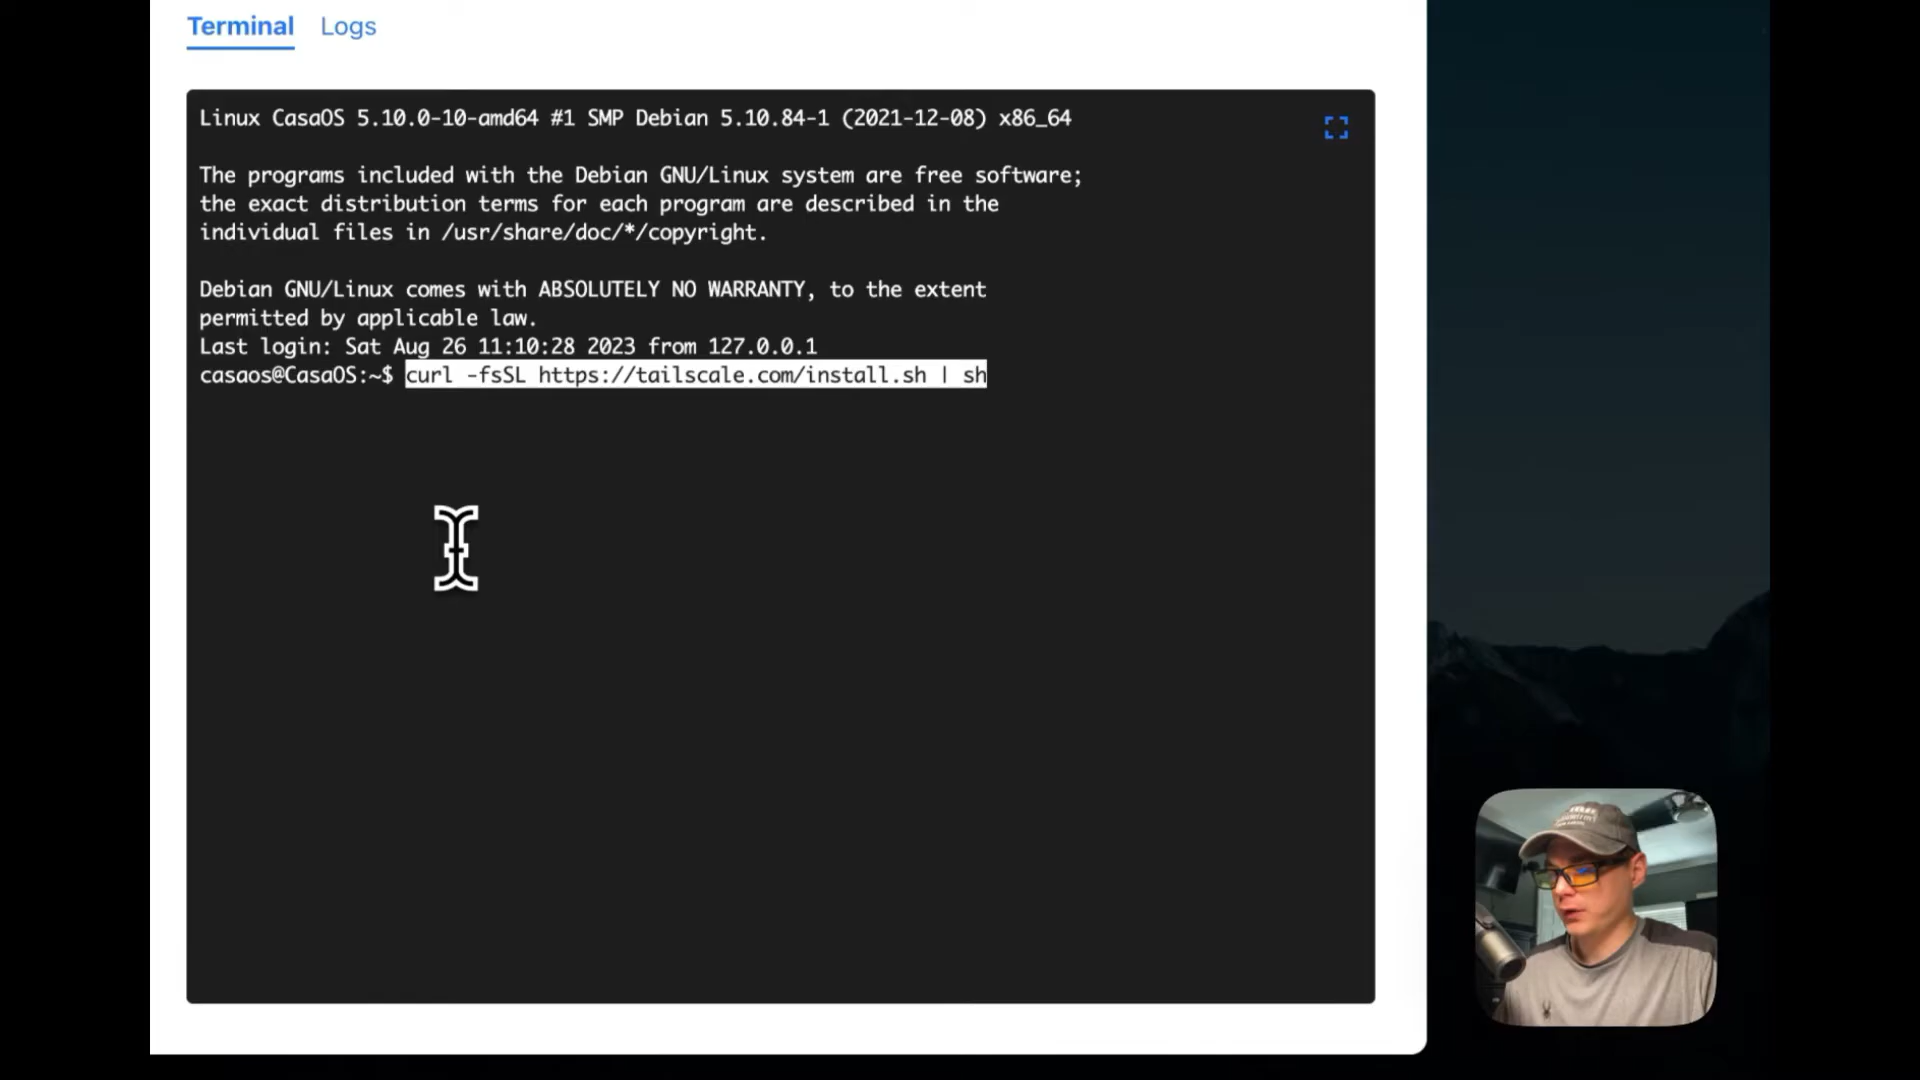 Terminal Logs
Linux CasaOS 5.10.0-10-amd64 #1 SMP Debian 5.10.84-1 (2021-12-08) x86_64
The programs included with the Debian GNU/Linux system are free software;
the exact distribution terms for each program are described in the
individual files in /usr/share/doc/*/copyright.
Debian GNU/Linux comes with ABSOLUTELY NO WARRANTY, to the extent
permitted by applicable law.
Last login: Sat Aug 26 11:10:28 2023 from 127.0.0.1
casaos@CasaOS:~$ curl -fsSL https://tailscale.com/install.sh | sh